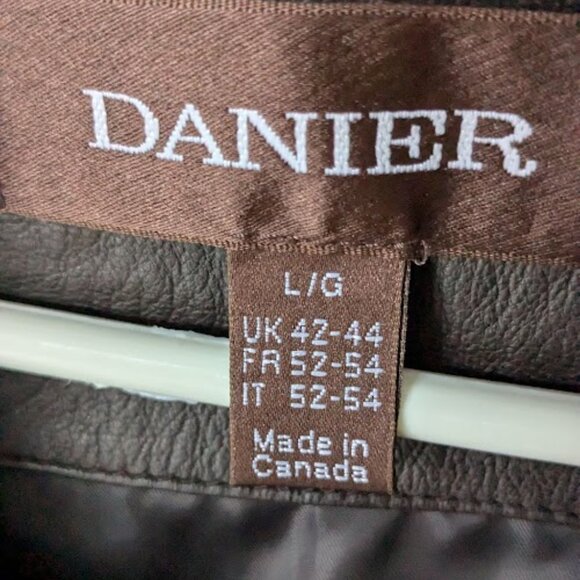 DANIER
L/G
UK 42-44
FR 52-54
IT 52-54
Made in
Canada